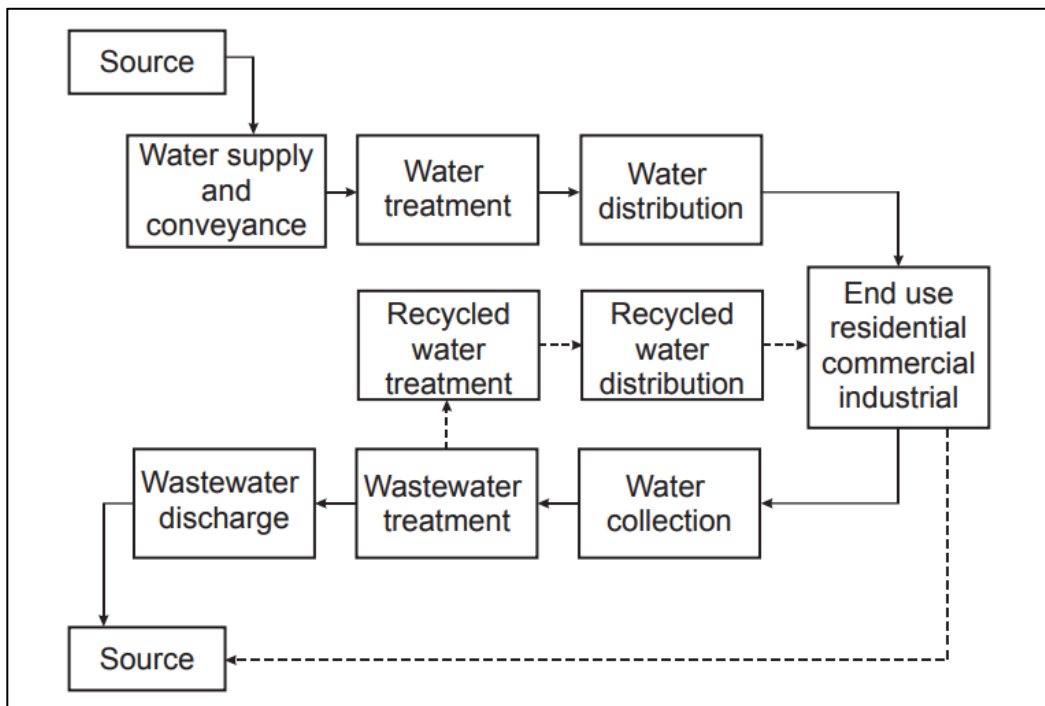 Source
Water supply
and
conveyance
Water
treatment
Water
distribution
End use
residential
commercial
industrial
Recycled
water
treatment
Recycled
water
distribution
Wastewater
discharge
Wastewater
treatment
Water
collection
Source